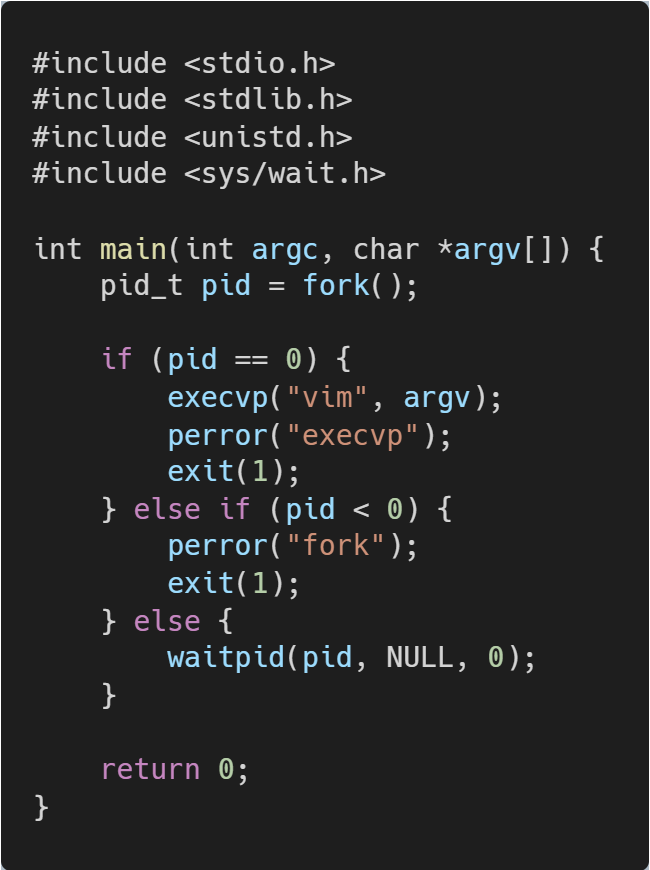 #include <stdio.h>
#include <stdlib.h>
#include <unistd.h>
#include <sys/wait.h>

int main(int argc, char *argv[]) {
    pid_t pid = fork();

    if (pid == 0) {
        execvp("vim", argv);
        perror("execvp");
        exit(1);
    } else if (pid < 0) {
        perror("fork");
        exit(1);
    } else {
        waitpid(pid, NULL, 0);
    }

    return 0;
}